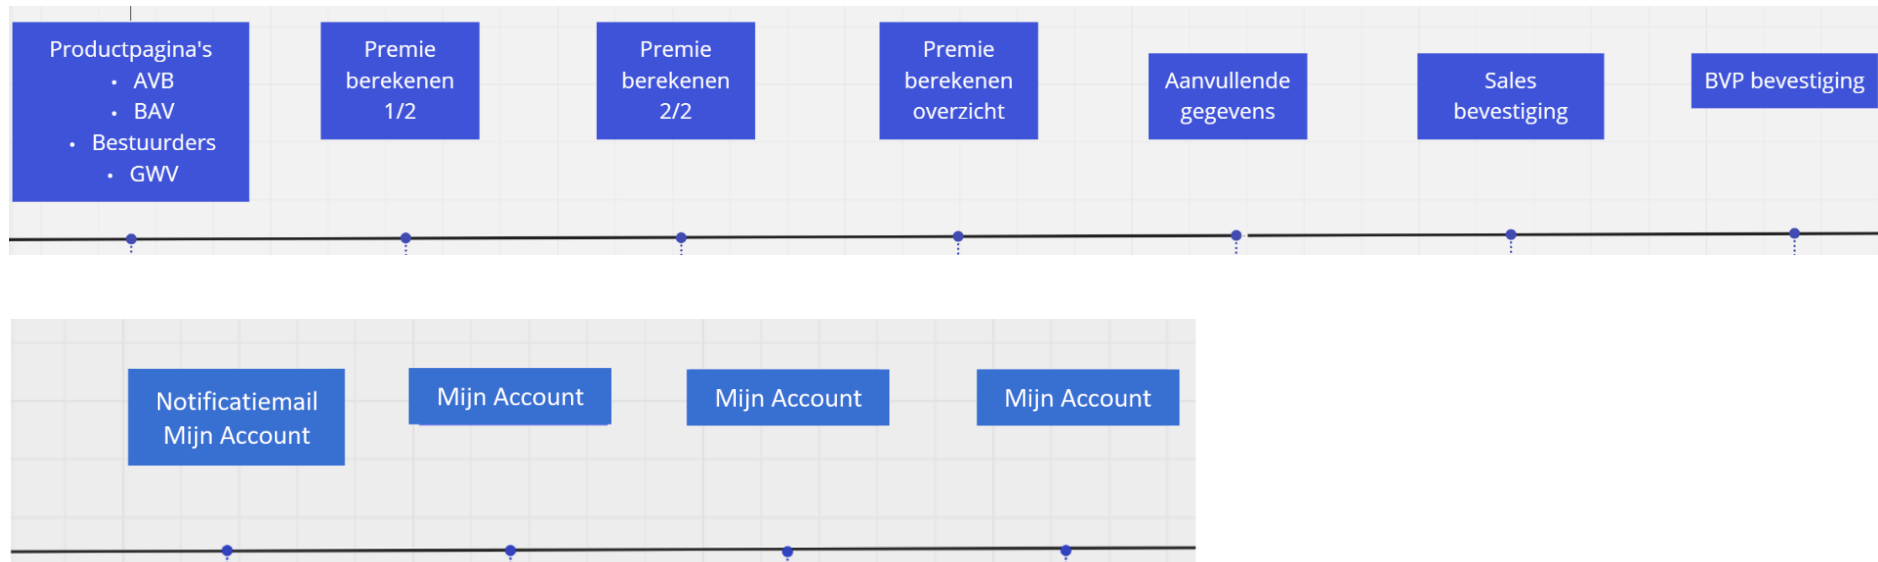 Productpagina's
• AVB
• BAV
• Bestuurders
• GWV
Premie
berekenen
1/2
Premie
berekenen
2/2
Premie
berekenen
overzicht
Aanvullende
gegevens
Sales
bevestiging
BVP bevestiging
Notificatiemail
Mijn Account
Mijn Account
Mijn Account
Mijn Account